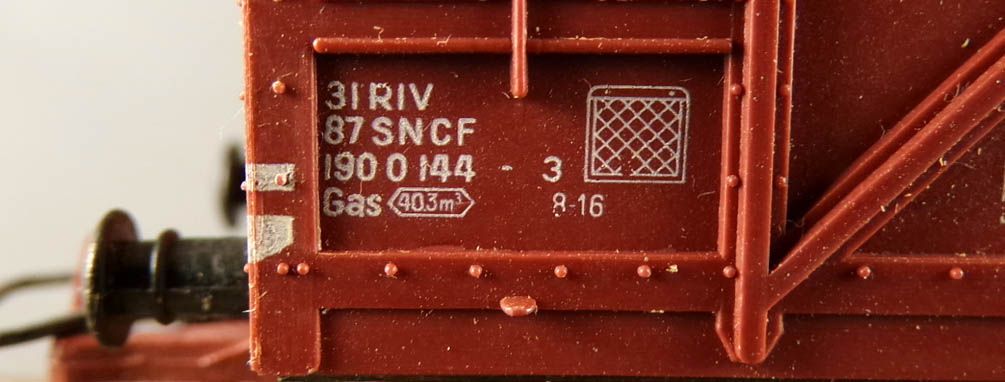 31 RIV
87 SNCF
190 0 144 - 3
Gas 40.3m³ 8-16